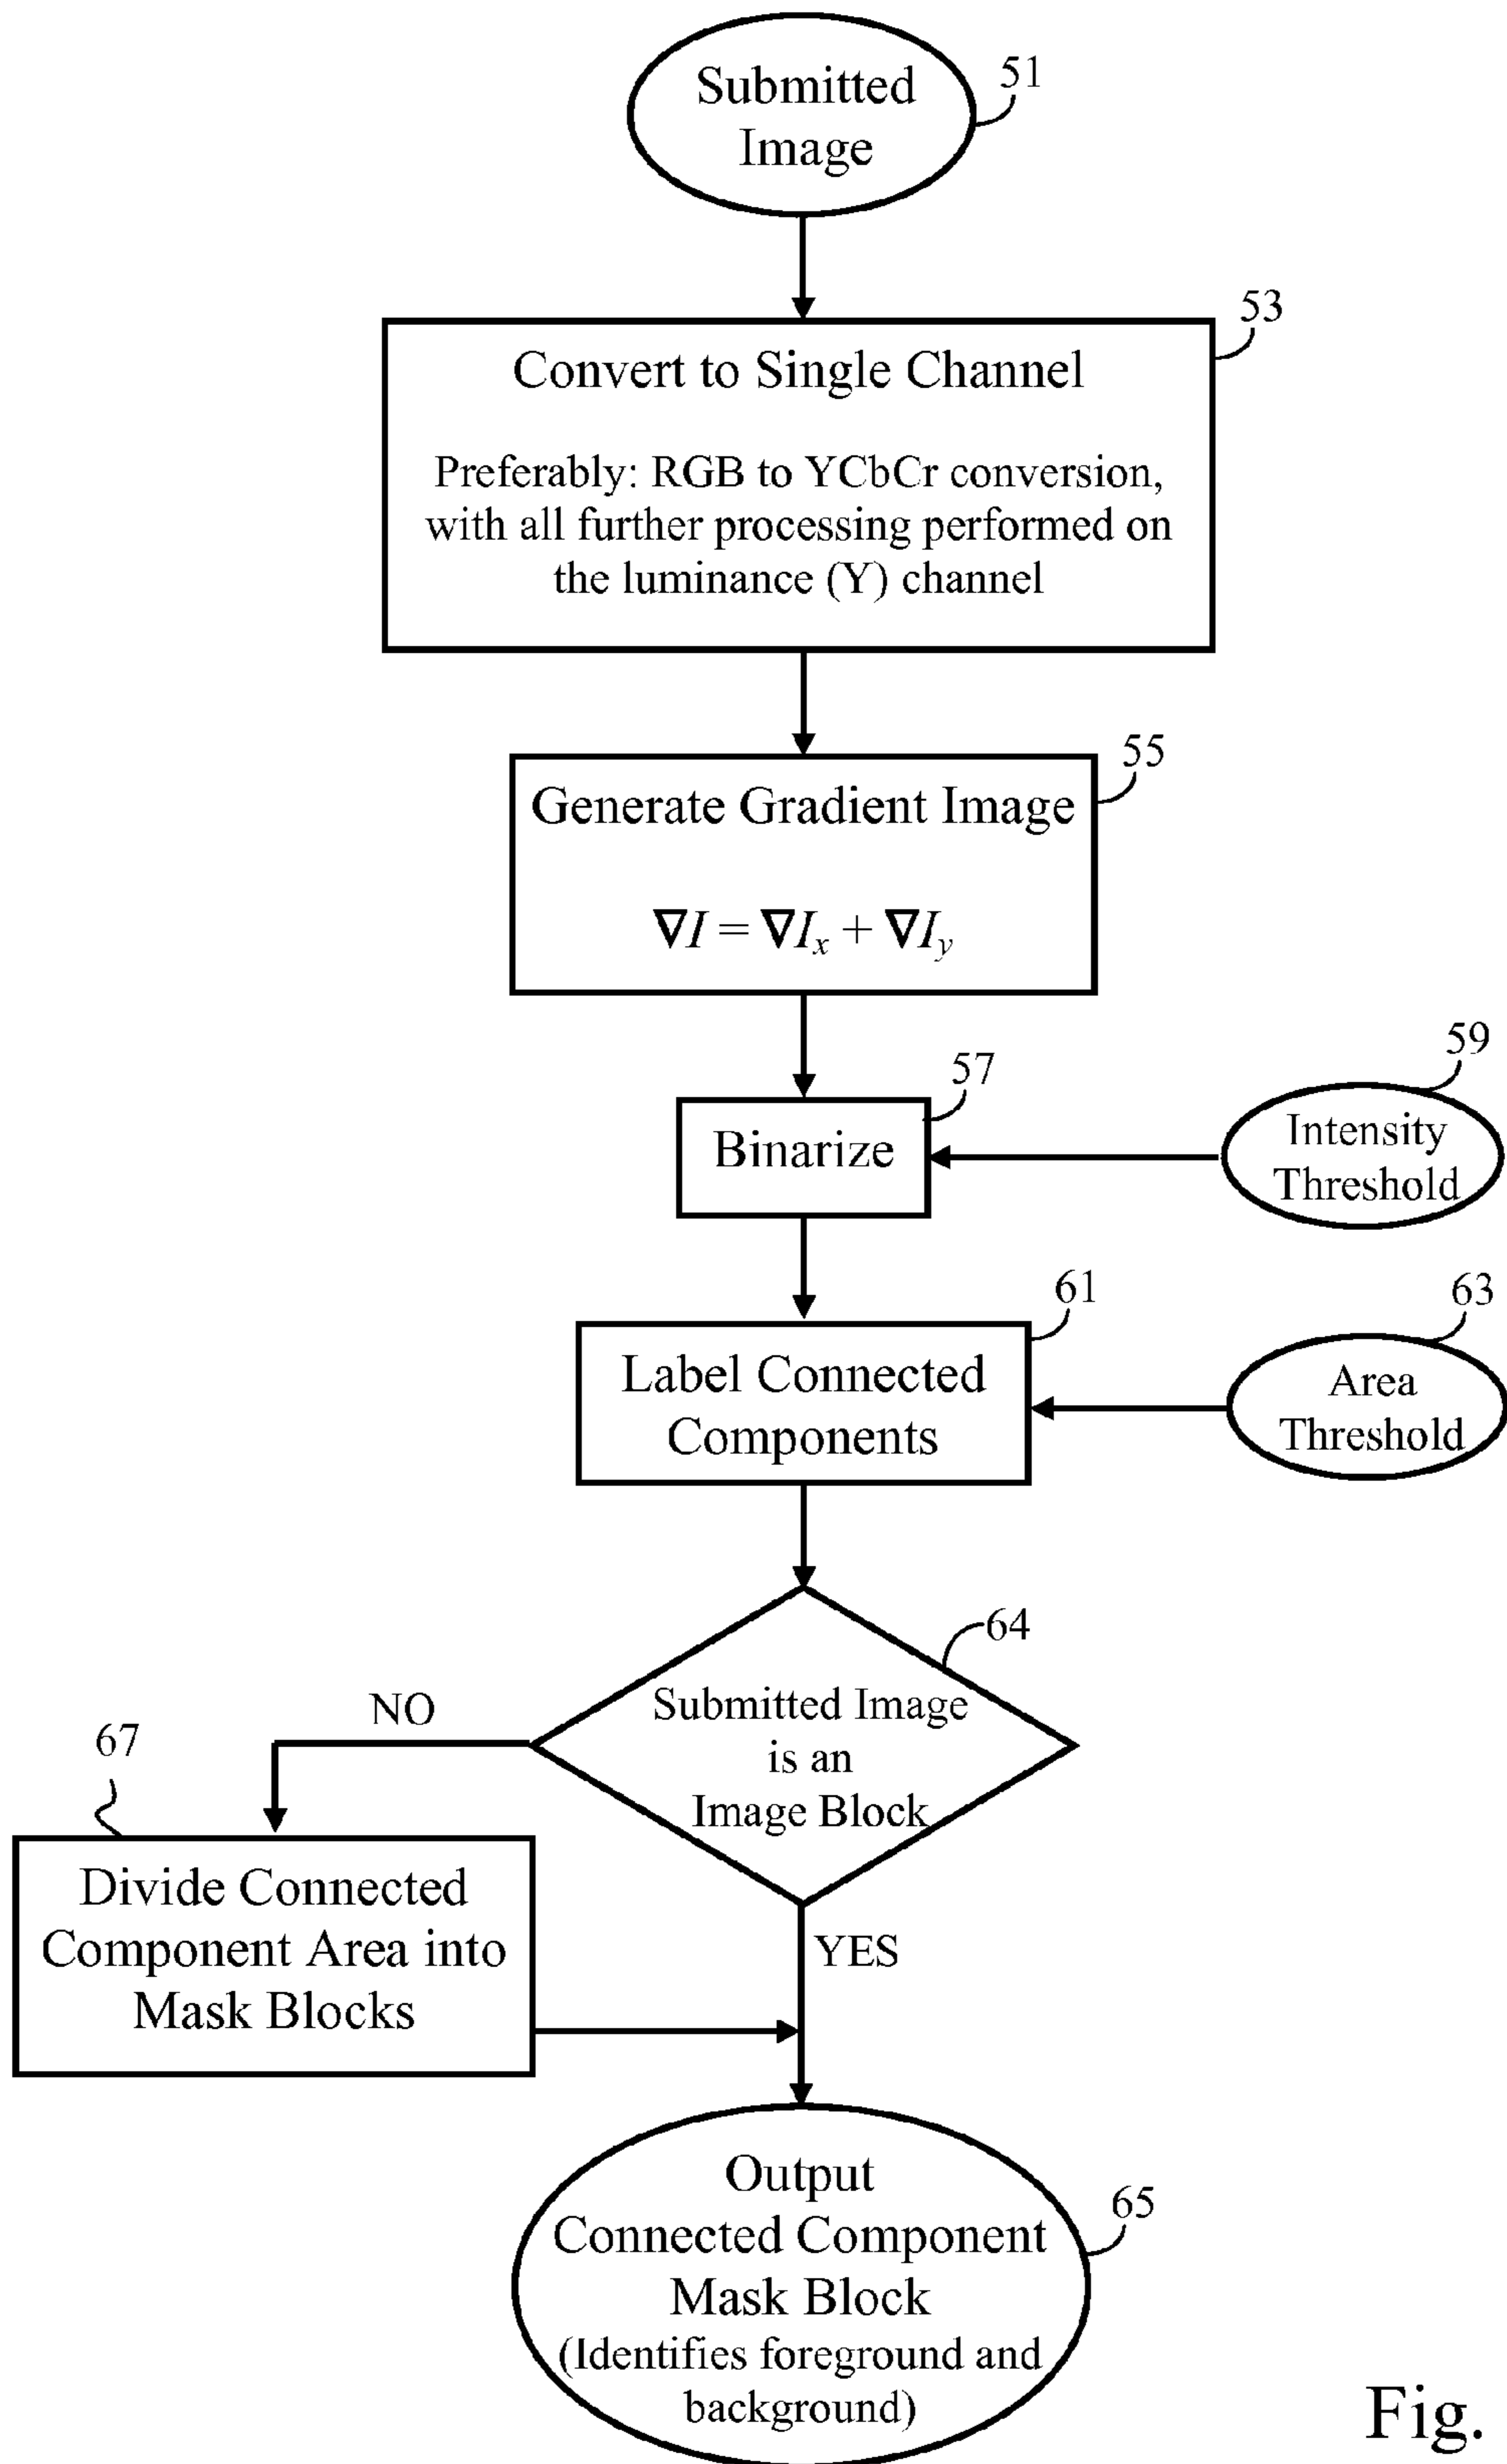 Submitted
Image
51
53
Convert to Single Channel
Preferably: RGB to YCbCr conversion,
with all further processing performed on
the luminance (Y) channel
55
Generate Gradient Image
∇I = ∇Iₓ + ∇Iᵧ
57
Binarize
59
Intensity
Threshold
61
Label Connected
Components
63
Area
Threshold
64
Submitted Image
is an
Image Block
NO
67
Divide Connected
Component Area into
Mask Blocks
YES
Output
Connected Component
Mask Block
(Identifies foreground and
background)
65
Fig.